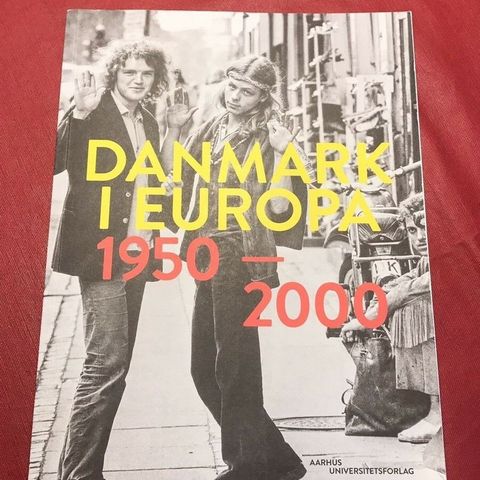 DANMARK
I EUROPA
1950 —
2000
AARHUS
UNIVERSITETSFORLAG